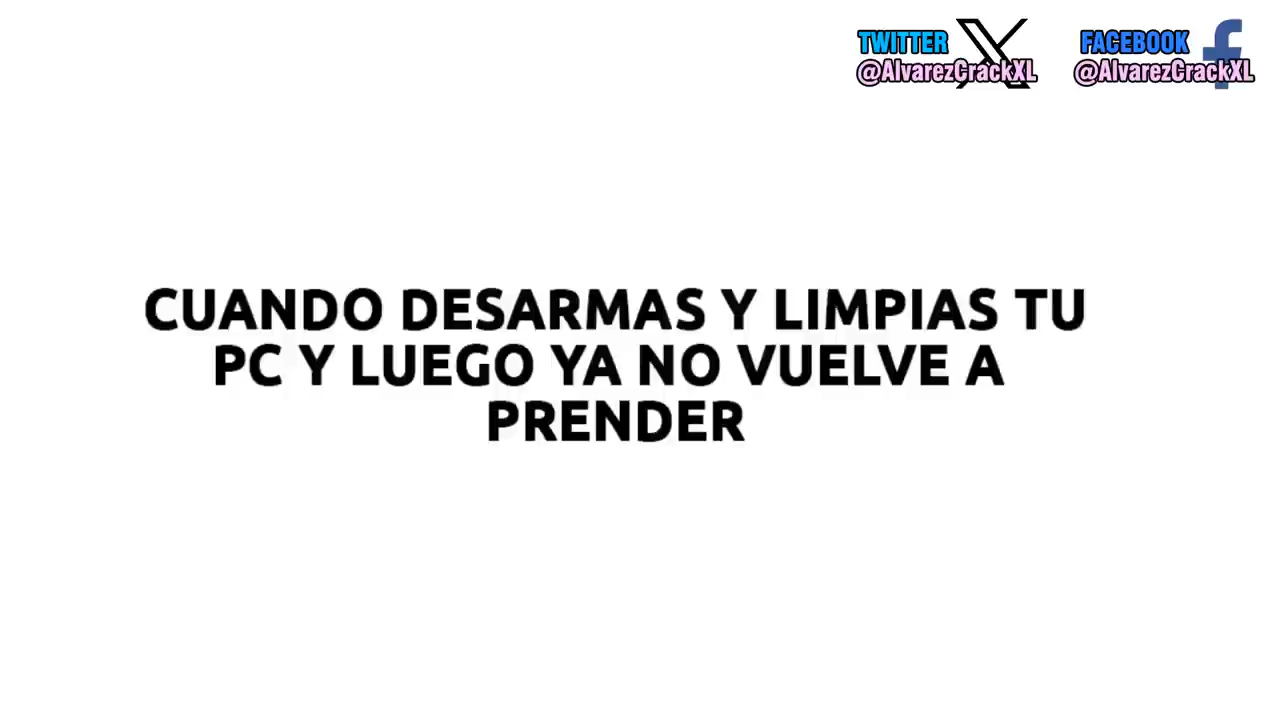 TWITTER
@AlvarezCrackXL
FACEBOOK
@AlvarezCrackXL
CUANDO DESARMAS Y LIMPIAS TU
PC Y LUEGO YA NO VUELVE A
PRENDER